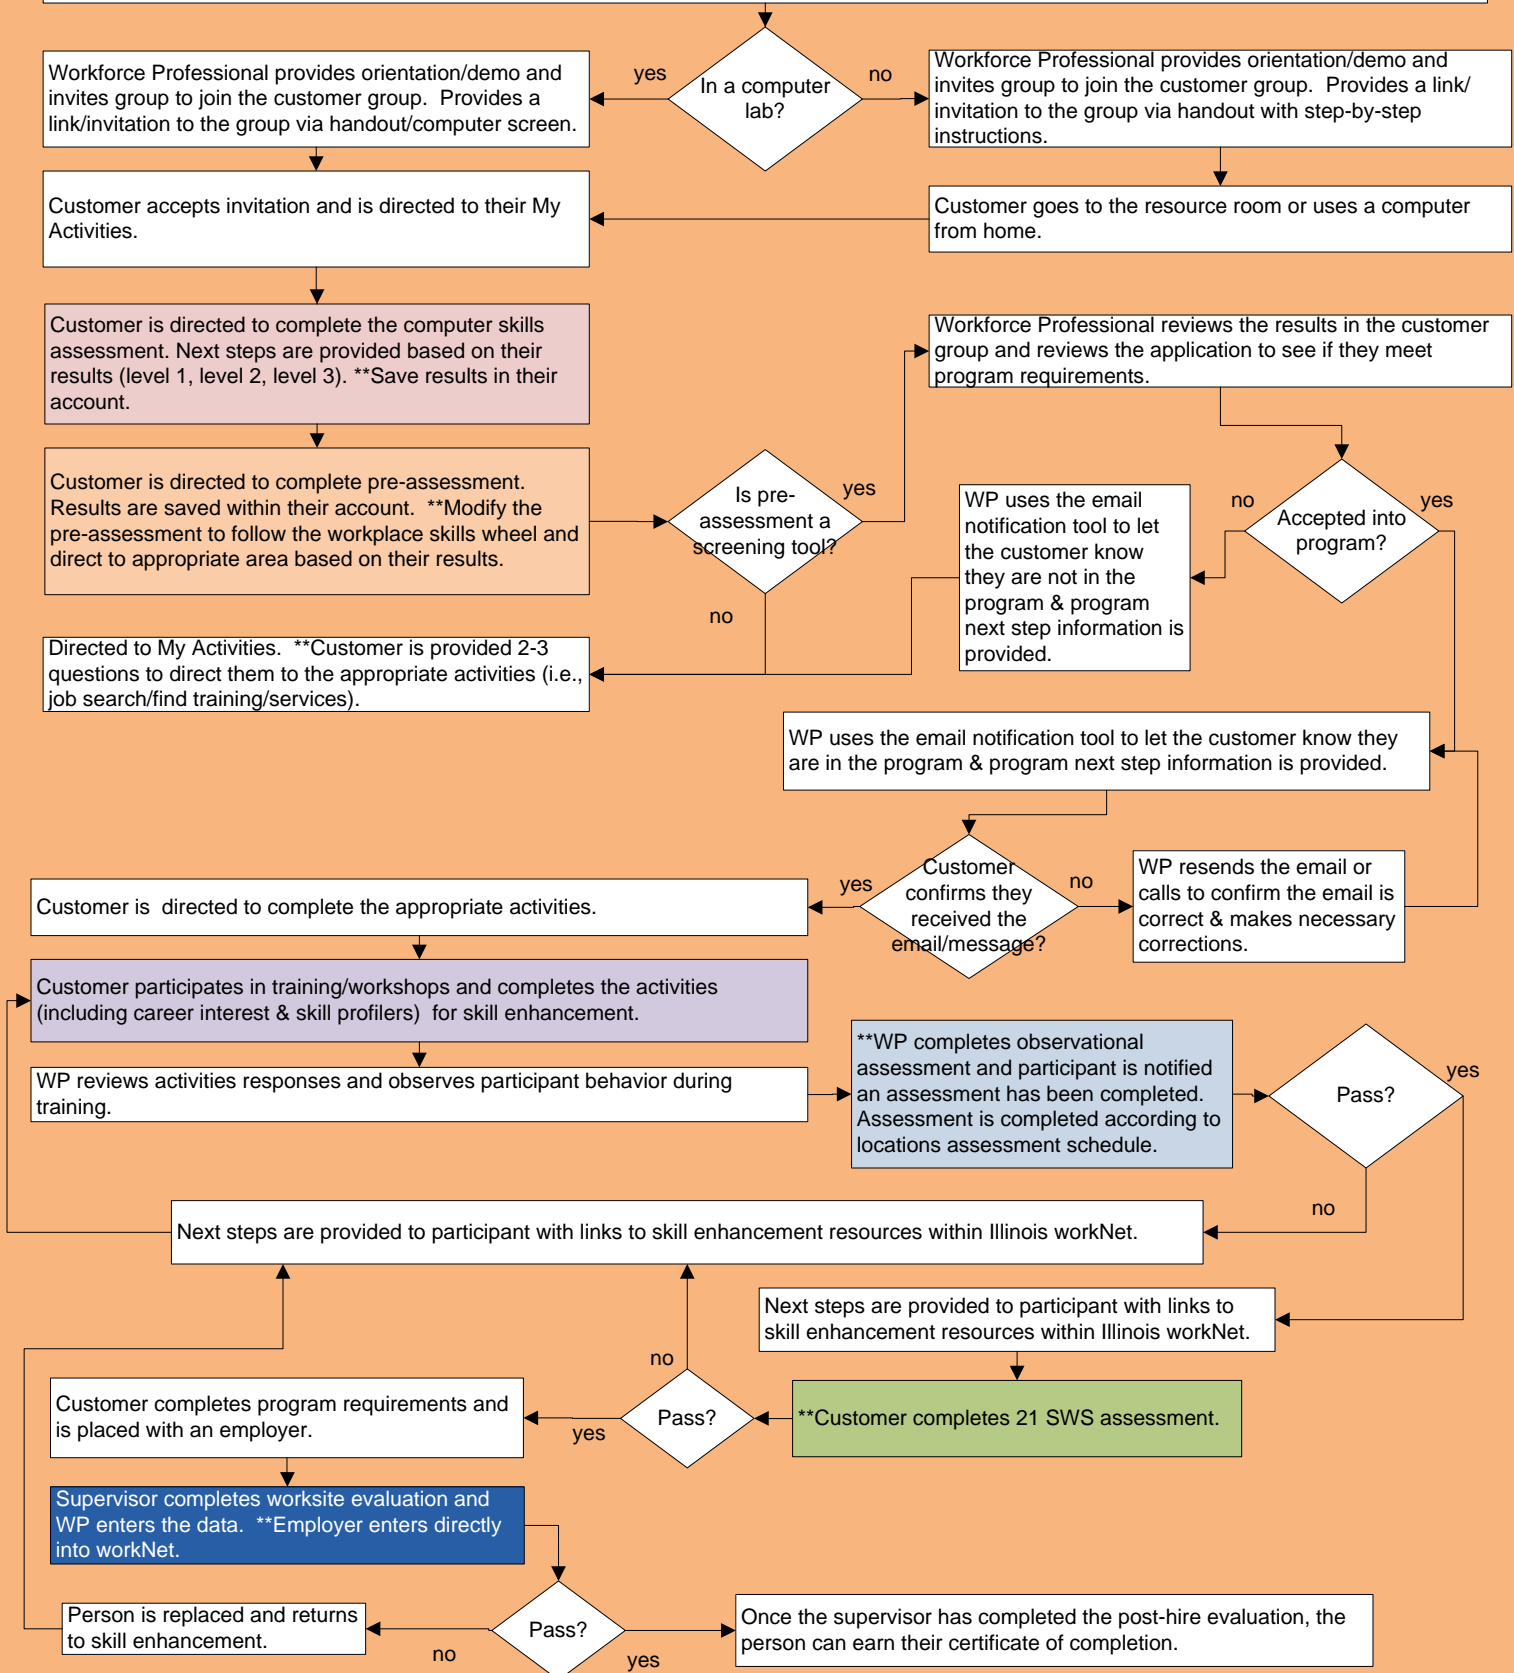 Workforce Professional provides orientation/demo and
invites group to join the customer group.  Provides a
link/invitation to the group via handout/computer screen.
yes
In a computer
lab?
no
Workforce Professional provides orientation/demo and
invites group to join the customer group.  Provides a link/
invitation to the group via handout with step-by-step
instructions.
Customer accepts invitation and is directed to their My
Activities.
Customer goes to the resource room or uses a computer
from home.
Customer is directed to complete the computer skills
assessment. Next steps are provided based on their
results (level 1, level 2, level 3). **Save results in their
account.
Workforce Professional reviews the results in the customer
group and reviews the application to see if they meet
program requirements.
Customer is directed to complete pre-assessment.
Results are saved within their account.  **Modify the
pre-assessment to follow the workplace skills wheel and
direct to appropriate area based on their results.
Is pre-
assessment a
screening tool?
yes
no
WP uses the email
notification tool to let
the customer know
they are not in the
program & program
next step information is
provided.
no
Accepted into
program?
yes
Directed to My Activities.  **Customer is provided 2-3
questions to direct them to the appropriate activities (i.e.,
job search/find training/services).
WP uses the email notification tool to let the customer know they
are in the program & program next step information is provided.
Customer
confirms they
received the
email/message?
yes
no
WP resends the email or
calls to confirm the email is
correct & makes necessary
corrections.
Customer is  directed to complete the appropriate activities.
Customer participates in training/workshops and completes the activities
(including career interest & skill profilers)  for skill enhancement.
WP reviews activities responses and observes participant behavior during
training.
**WP completes observational
assessment and participant is notified
an assessment has been completed.
Assessment is completed according to
locations assessment schedule.
Pass?
yes
no
Next steps are provided to participant with links to skill enhancement resources within Illinois workNet.
Next steps are provided to participant with links to
skill enhancement resources within Illinois workNet.
**Customer completes 21 SWS assessment.
no
Pass?
yes
Customer completes program requirements and
is placed with an employer.
Supervisor completes worksite evaluation and
WP enters the data.  **Employer enters directly
into workNet.
Person is replaced and returns
to skill enhancement.
no
Pass?
yes
Once the supervisor has completed the post-hire evaluation, the
person can earn their certificate of completion.